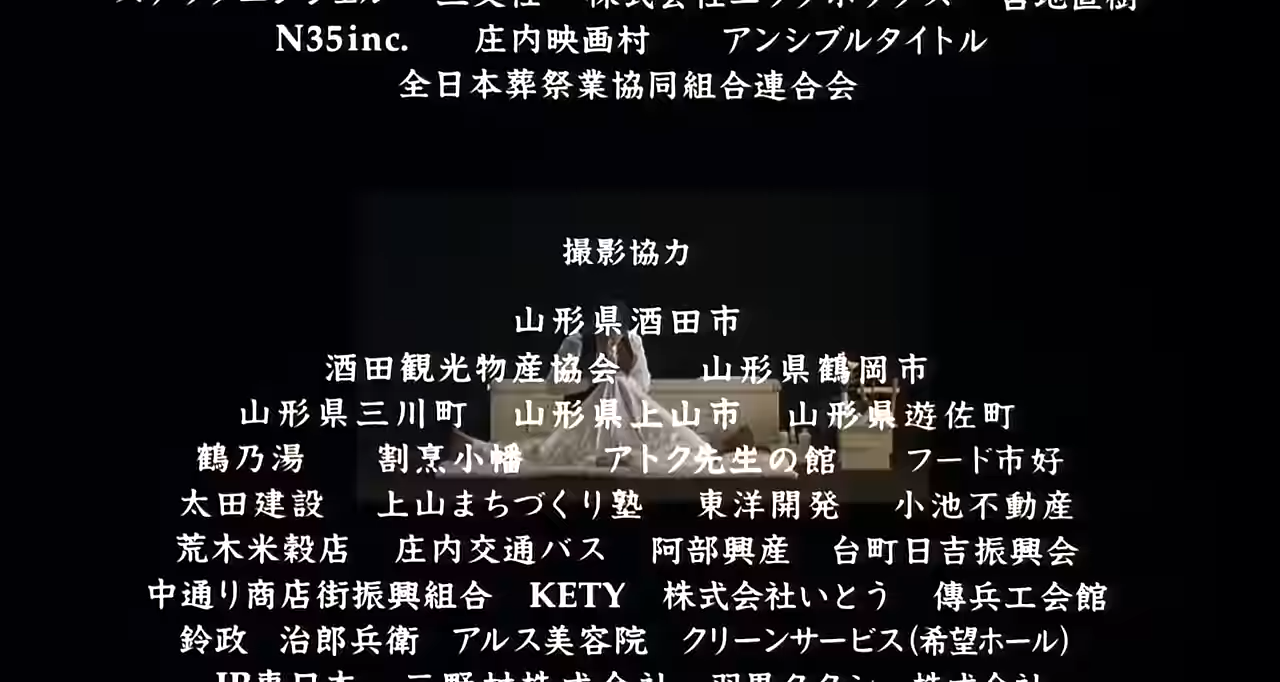 N35inc. 庄内映画村 アンシブルタイトル
全日本葬祭業協同組合連合会
撮影協力
山形県酒田市
酒田観光物産協会 山形県鶴岡市
山形県三川町 山形県上山市 山形県遊佐町
鶴乃湯 割烹小幡 アトク先生の館 フード市好
太田建設 上山まちづくり塾 東洋開発 小池不動産
荒木米穀店 庄内交通バス 阿部興産 台町日吉振興会
中通り商店街振興組合 KETY 株式会社いとう 傳兵工会館
鈴政 治郎兵衛 アルス美容院 クリーンサービス(希望ホール)
JR東日本